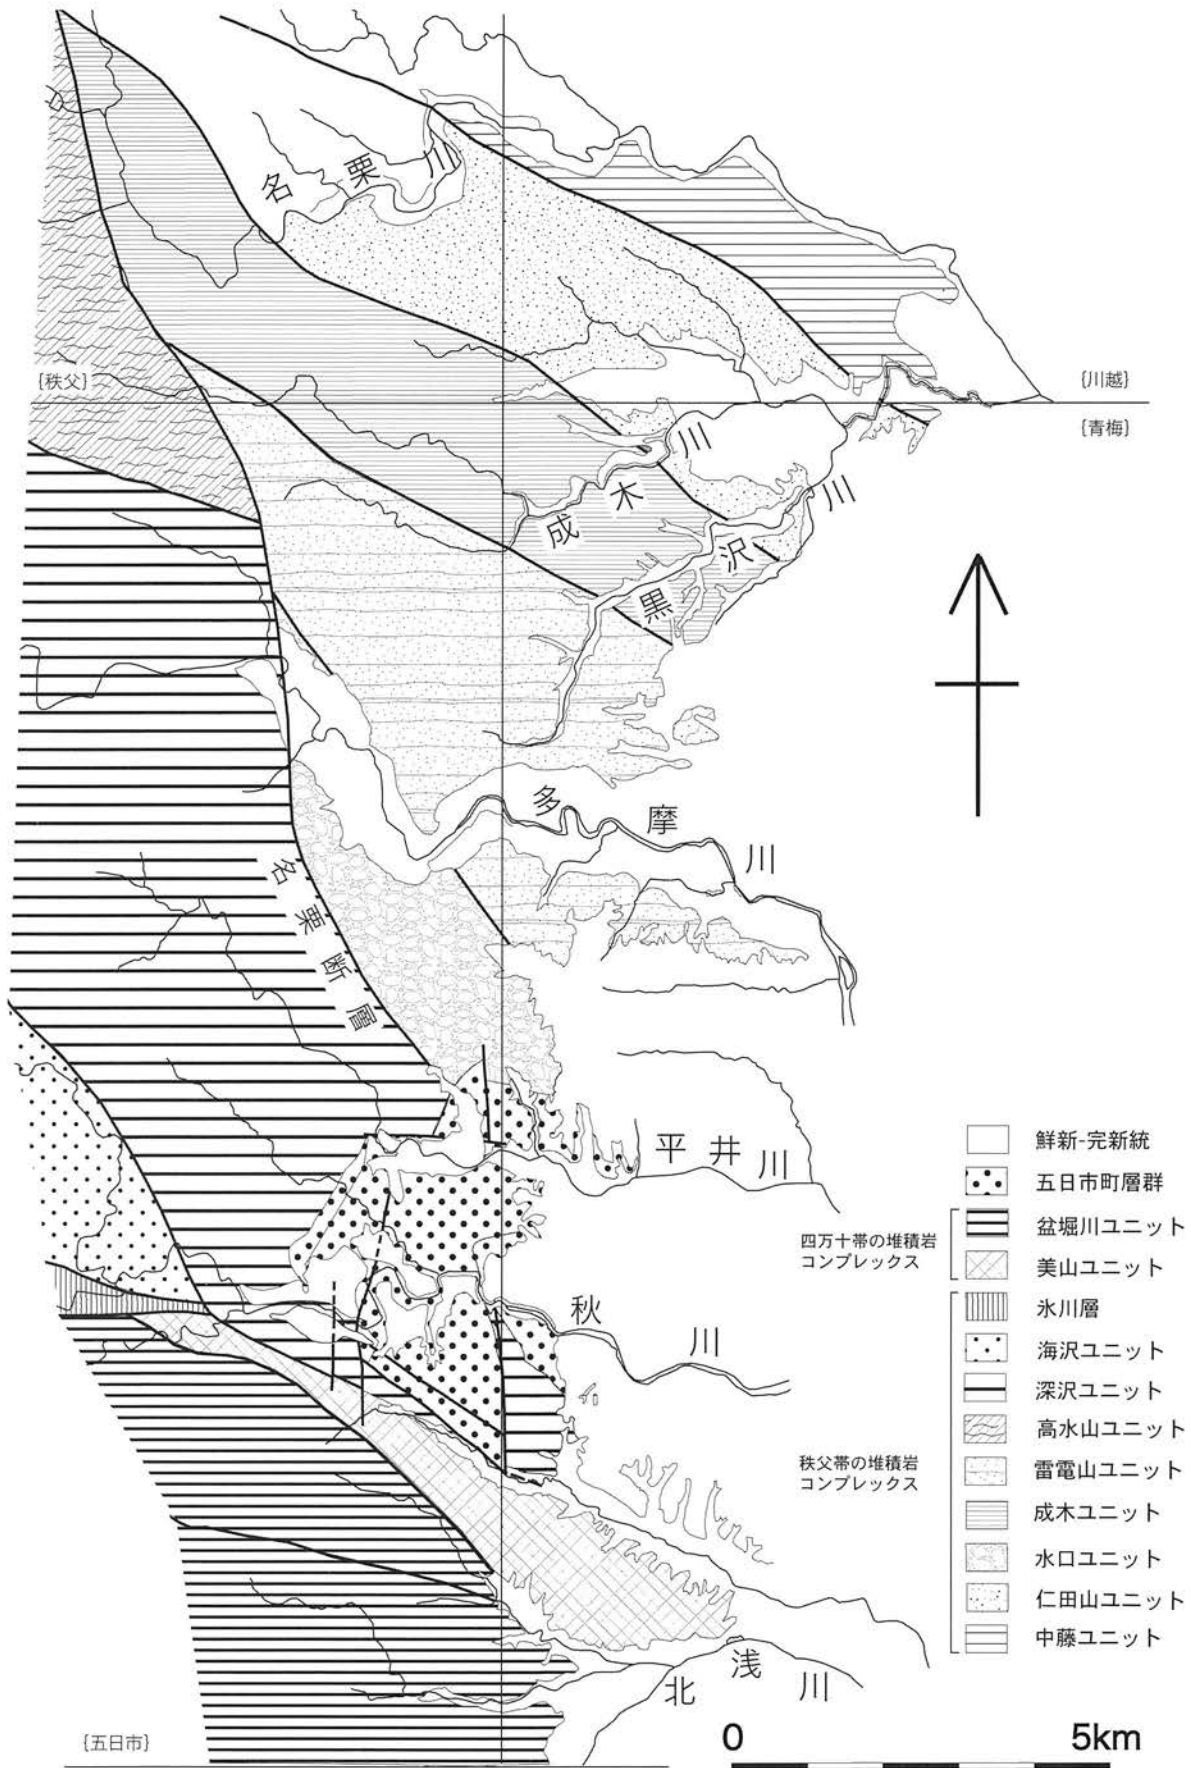 名栗川
{秩父}
{川越}
{青梅}
成木川
黒沢川
多摩川
名栗断層
平井川
秋川
北浅川
{五日市}
鮮新-完新統
五日市町層群
四万十帯の堆積岩
コンプレックス
盆堀川ユニット
美山ユニット
秩父帯の堆積岩
コンプレックス
氷川層
海沢ユニット
深沢ユニット
高水山ユニット
雷電山ユニット
成木ユニット
水口ユニット
仁田山ユニット
中藤ユニット
0 5km